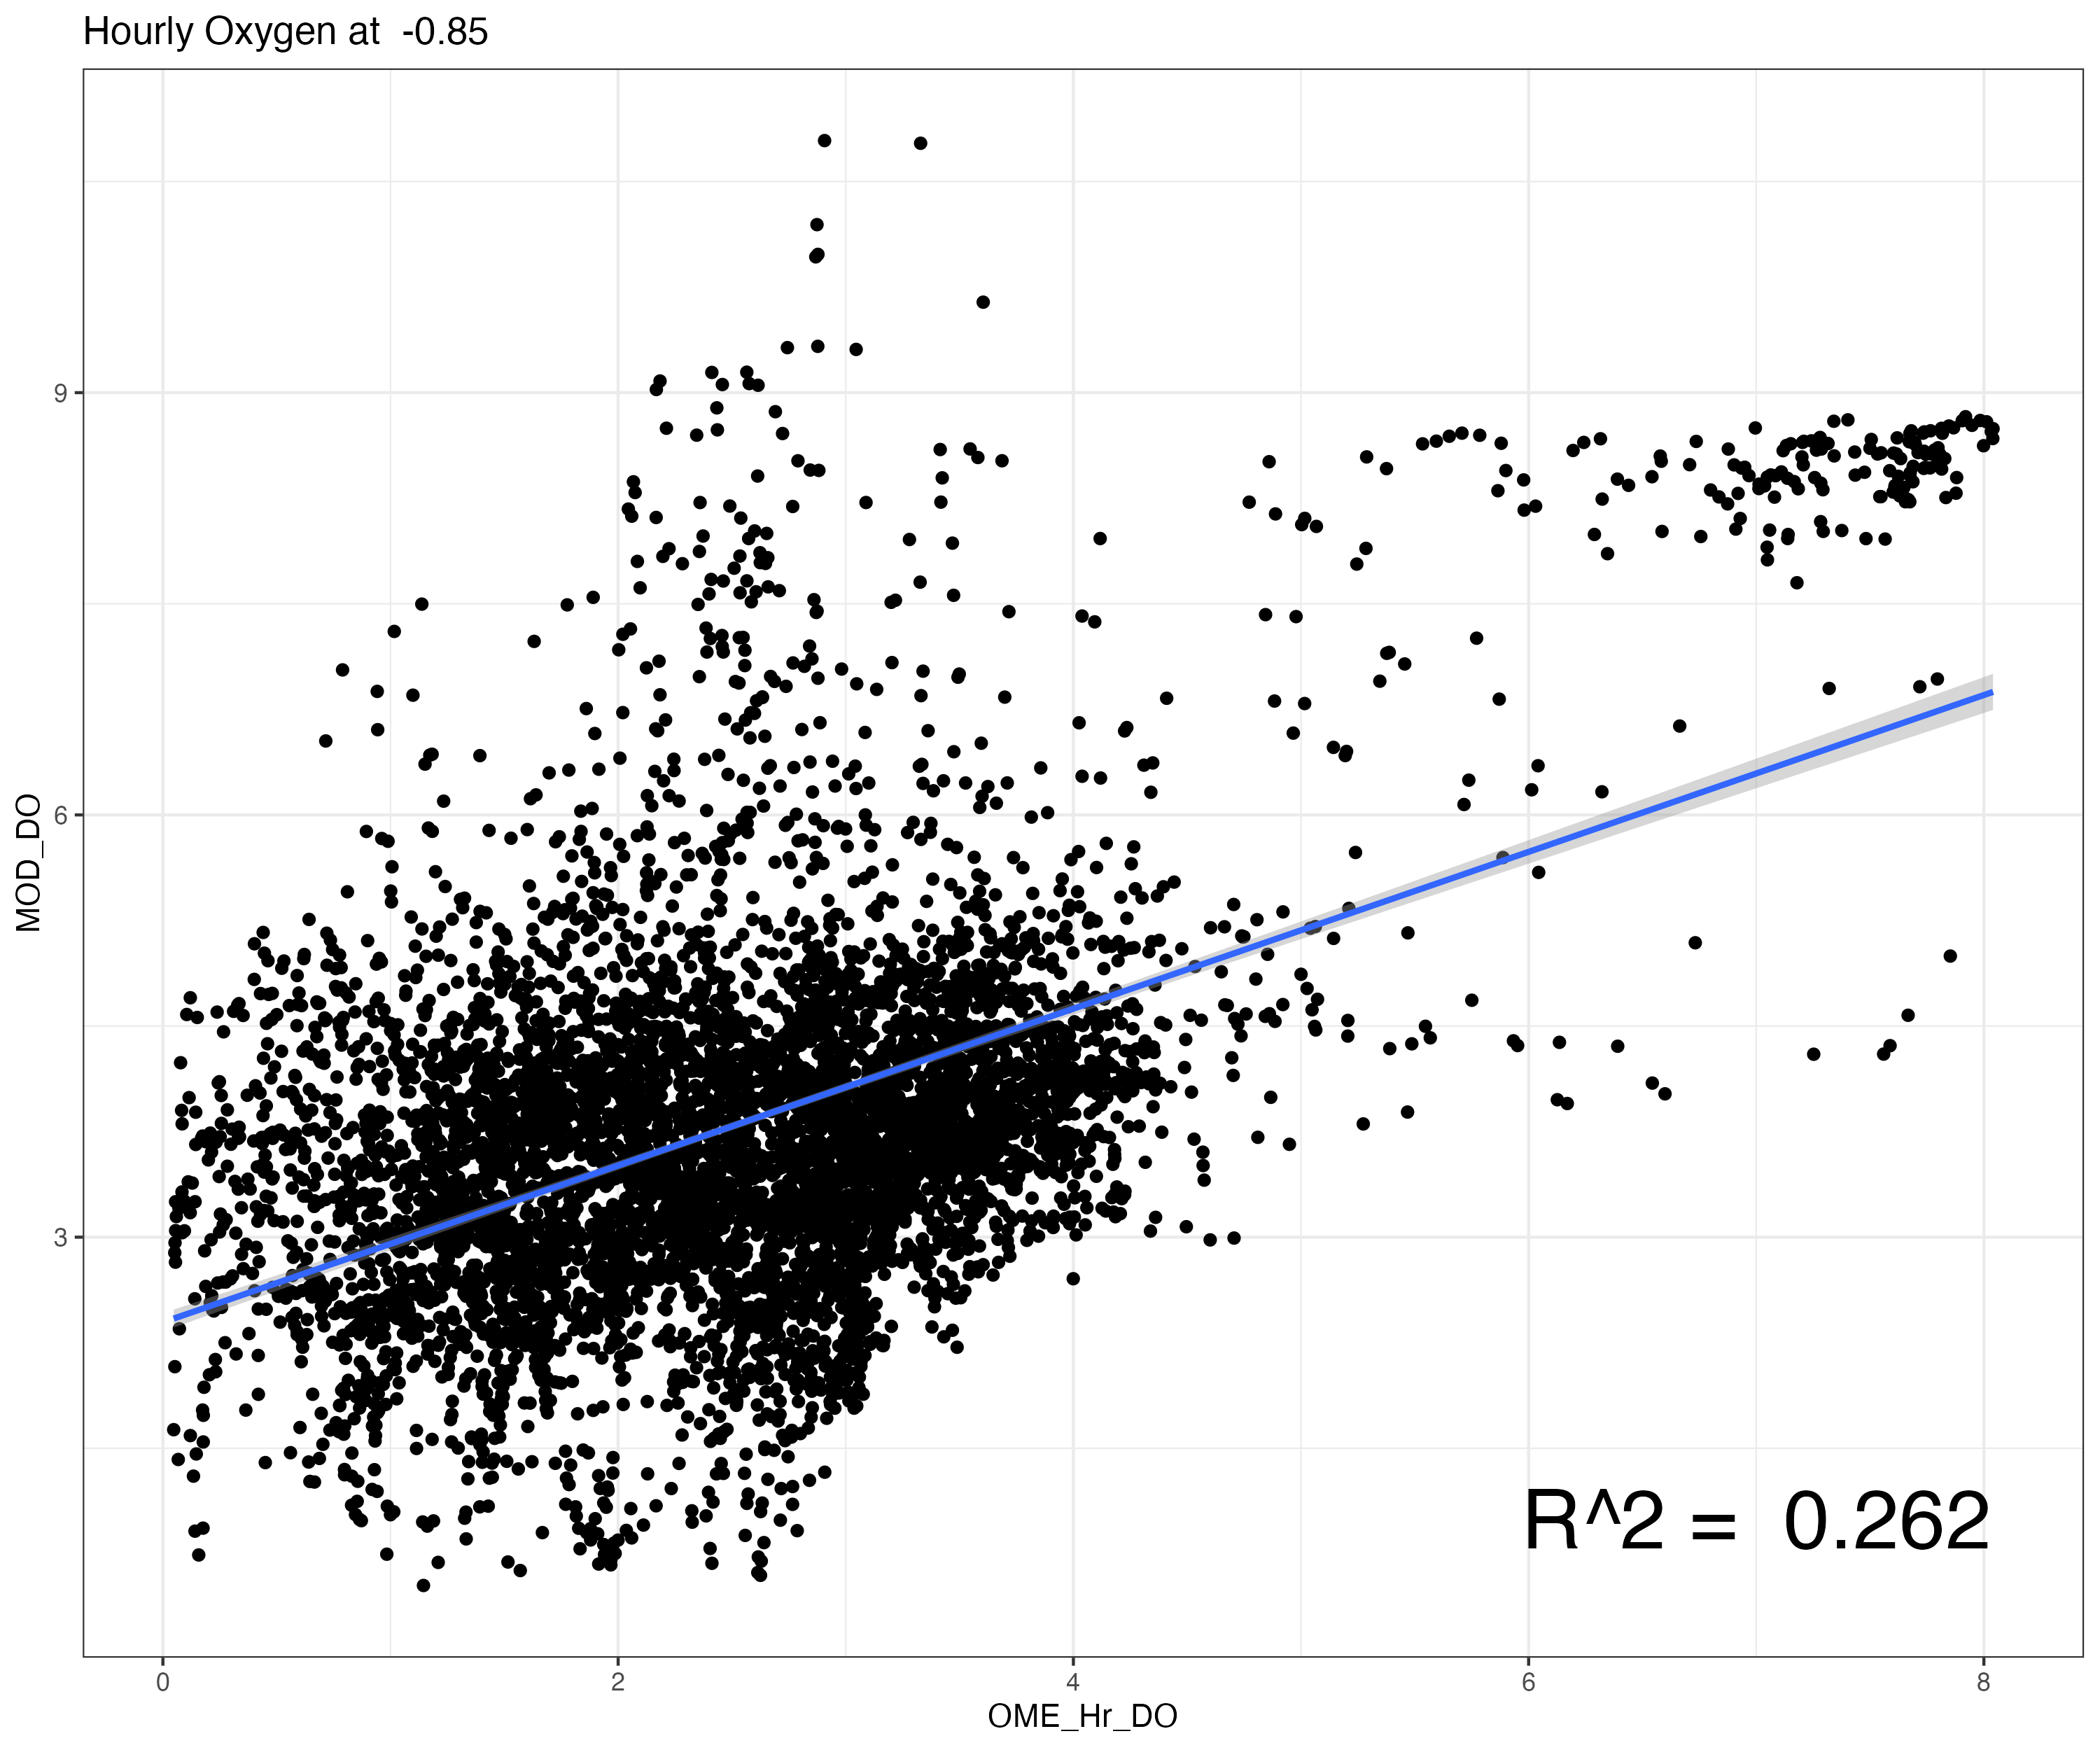 Hourly Oxygen at  -0.85
9
6
3
MOD_DO
R^2 =  0.262
0 2 4 6 8
OME_Hr_DO